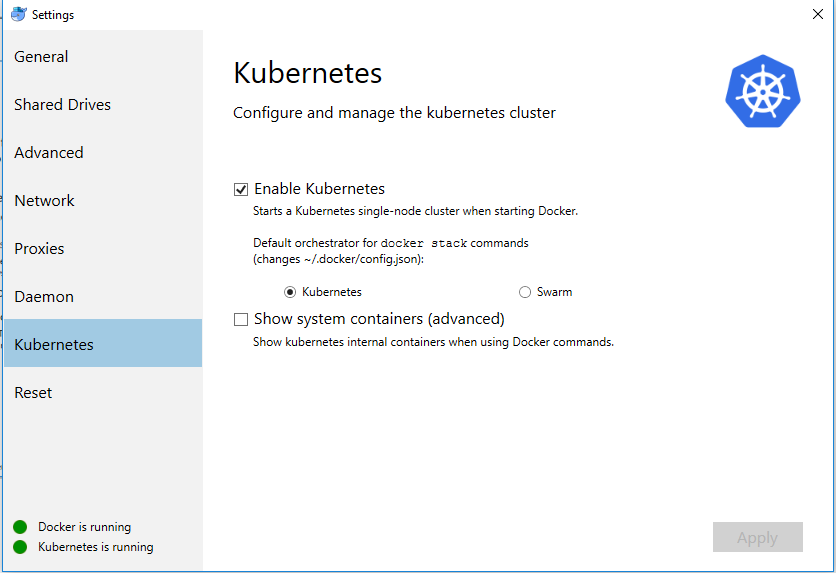 Settings
General
Shared Drives
Advanced
Network
Proxies
Daemon
Kubernetes
Reset
Docker is running
Kubernetes is running
Kubernetes
Configure and manage the kubernetes cluster
Enable Kubernetes
Starts a Kubernetes single-node cluster when starting Docker.
Default orchestrator for docker stack commands
(changes ~/.docker/config.json):
Kubernetes Swarm
Show system containers (advanced)
Show kubernetes internal containers when using Docker commands.
Apply